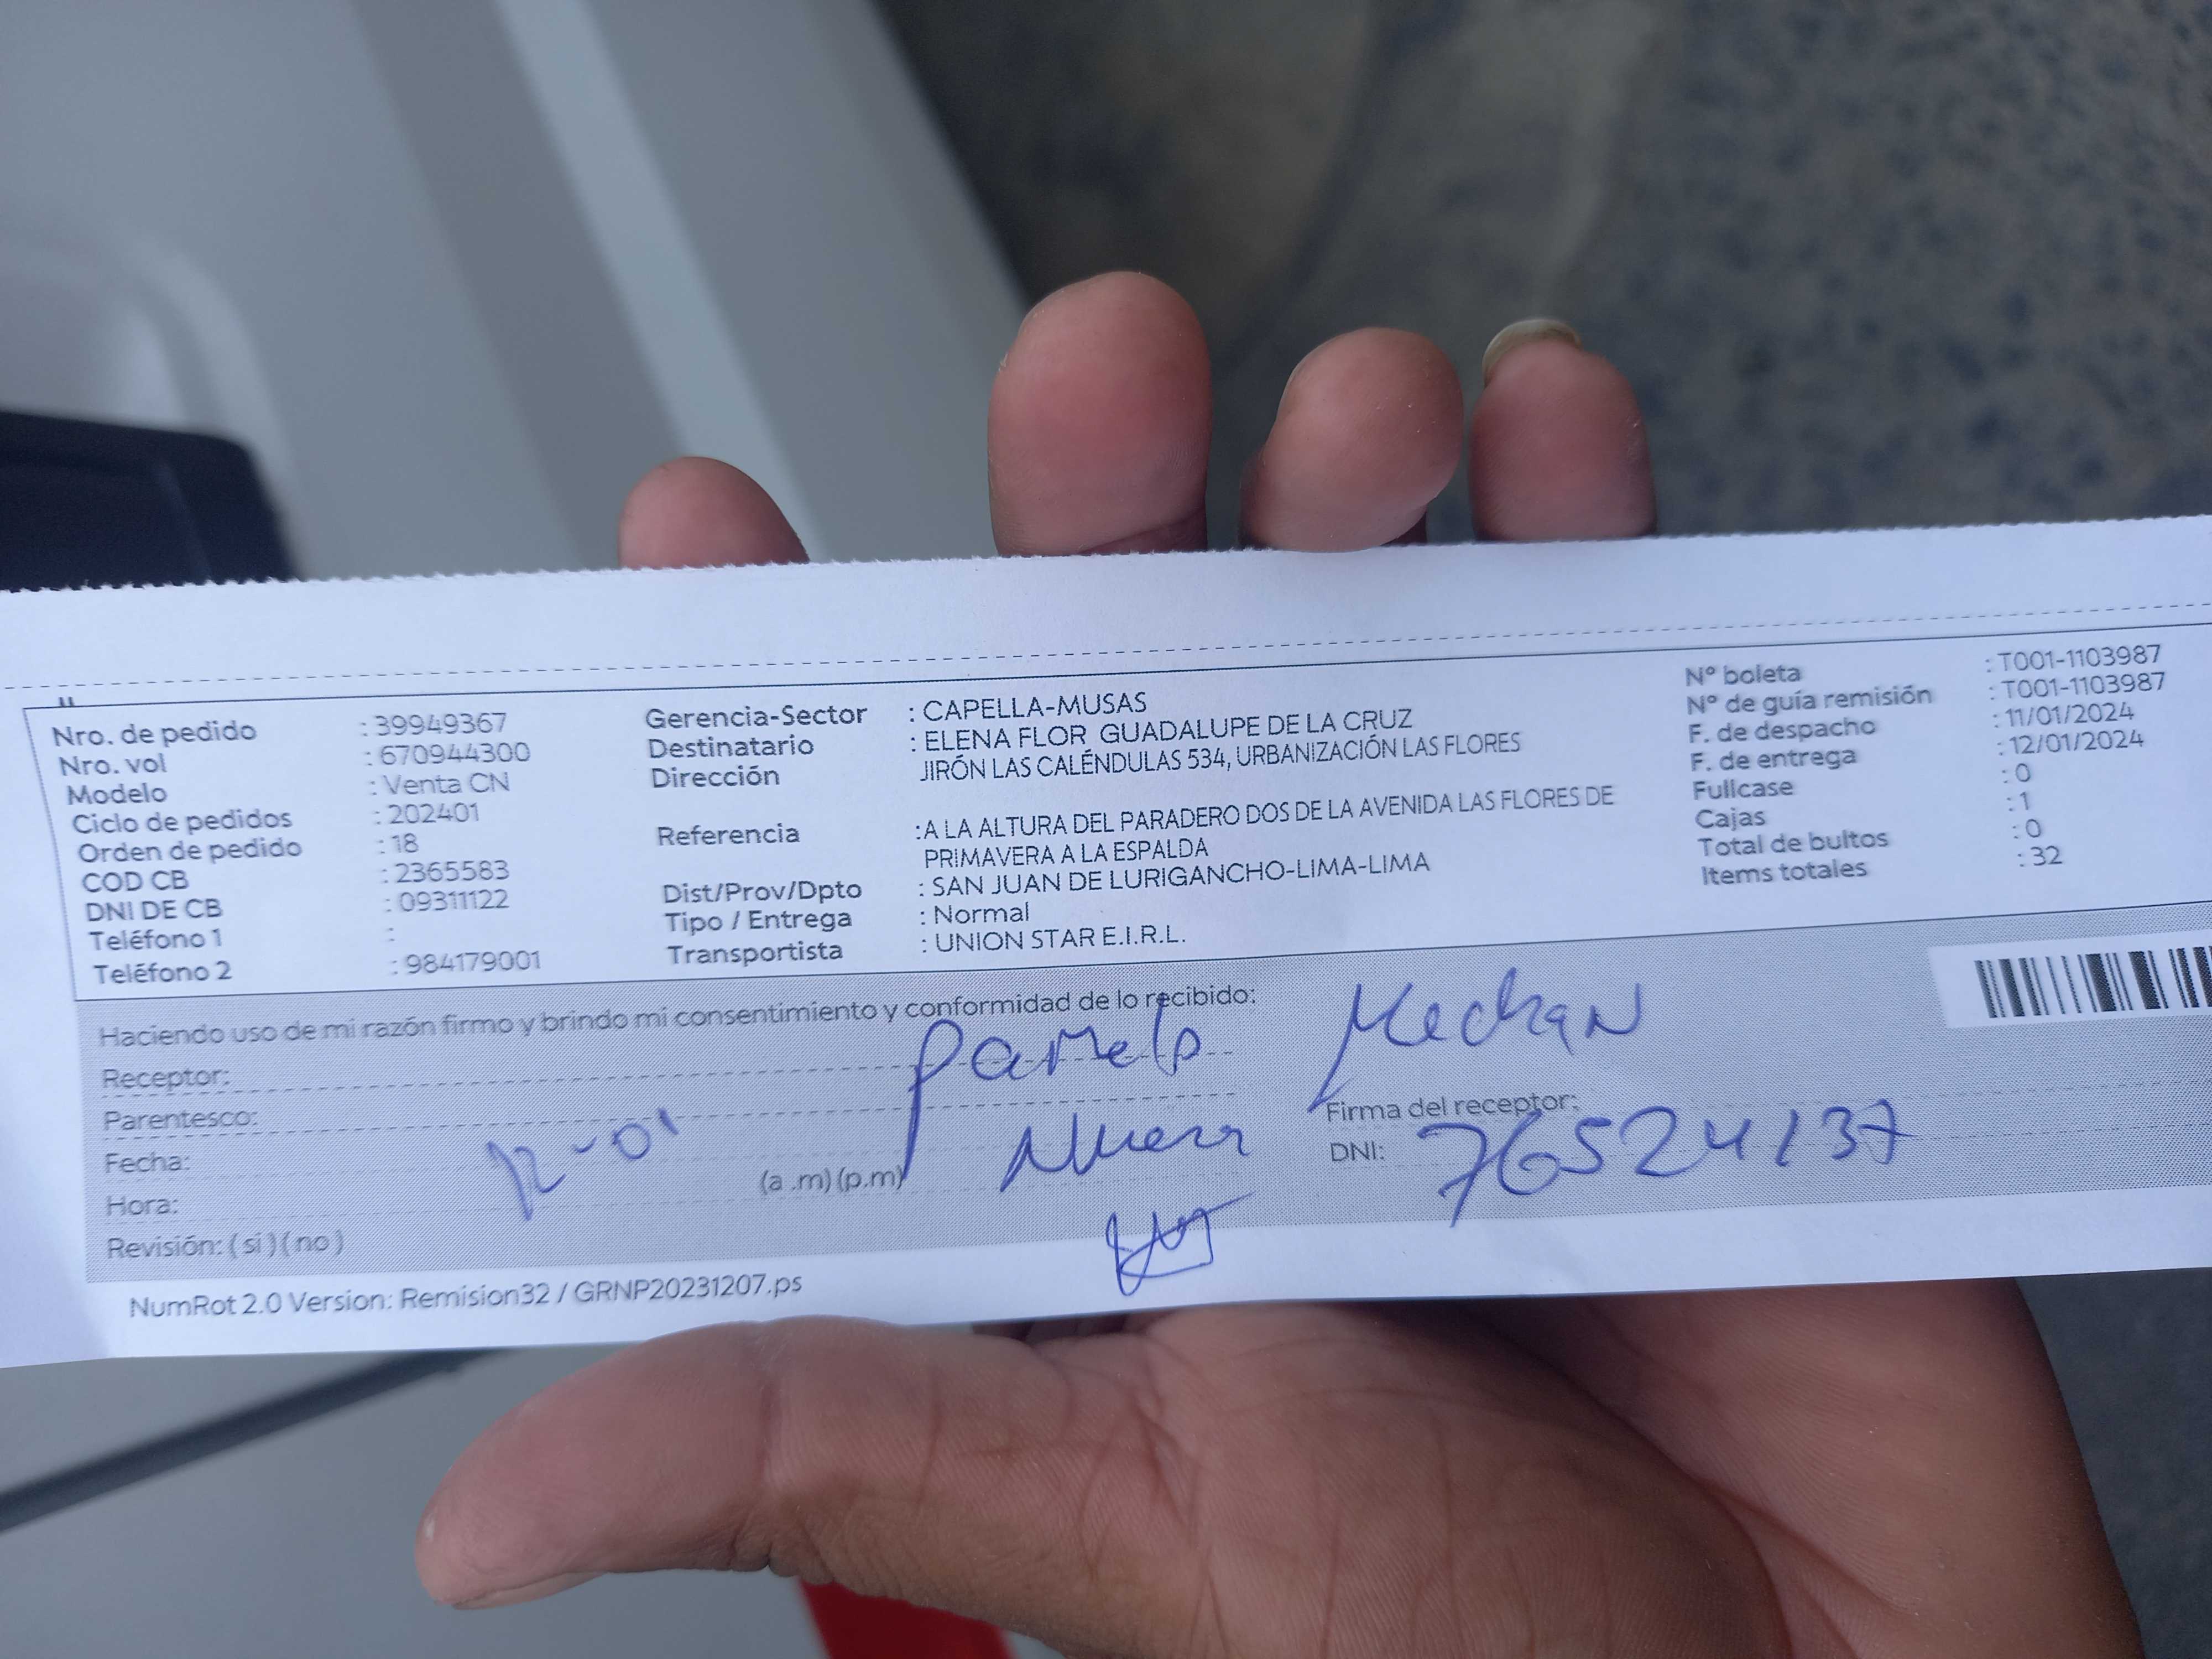 Nro. de pedido : 39949367
Nro. vol : 670944300
Modelo : Venta CN
Ciclo de pedidos : 202401
Orden de pedido : 18
COD CB : 2365583
DNI DE CB : 09311122
Teléfono 1 :
Teléfono 2 : 984179001
Gerencia-Sector : CAPELLA-MUSAS
Destinatario : ELENA FLOR GUADALUPE DE LA CRUZ
Dirección JIRÓN LAS CALÉNDULAS 534, URBANIZACIÓN LAS FLORES
Referencia : A LA ALTURA DEL PARADERO DOS DE LA AVENIDA LAS FLORES DE
PRIMAVERA A LA ESPALDA
Dist/Prov/Dpto : SAN JUAN DE LURIGANCHO-LIMA-LIMA
Tipo / Entrega : Normal
Transportista : UNION STAR E.I.R.L.
Nº boleta : T001-1103987
Nº de guía remisión : T001-1103987
F. de despacho : 11/01/2024
F. de entrega : 12/01/2024
Fullcase : 0
Cajas : 1
Total de bultos : 0
Items totales : 32
Haciendo uso de mi razón firmo y brindo mi consentimiento y conformidad de lo recibido:
Receptor: Pamela
Parentesco:
Fecha: 12-01
Hora: (a .m) (p.m)
Revisión: ( si ) ( no )
Firma del receptor:
DNI: 76524137
NumRot 2.0 Version: Remision32 / GRNP20231207.ps